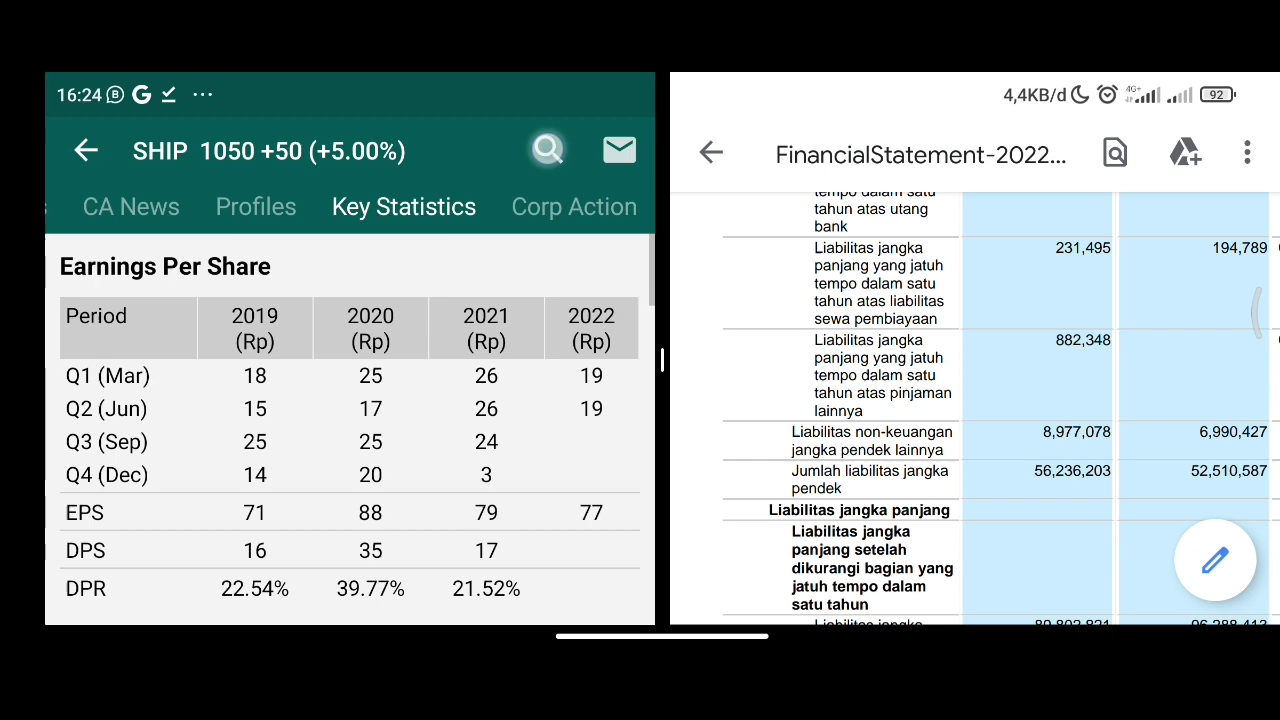 16:24
SHIP 1050 +50 (+5.00%)
CA News Profiles Key Statistics Corp Action
Earnings Per Share
Period 2019 2020 2021 2022
(Rp) (Rp) (Rp) (Rp)
Q1 (Mar) 18 25 26 19
Q2 (Jun) 15 17 26 19
Q3 (Sep) 25 25 24
Q4 (Dec) 14 20 3
EPS 71 88 79 77
DPS 16 35 17
DPR 22.54% 39.77% 21.52%
4,4KB/d 4G+ 92
FinancialStatement-2022...
tempo dalam satu
tahun atas utang
bank
Liabilitas jangka 231,495 194,789
panjang yang jatuh
tempo dalam satu
tahun atas liabilitas
sewa pembiayaan
Liabilitas jangka 882,348
panjang yang jatuh
tempo dalam satu
tahun atas pinjaman
lainnya
Liabilitas non-keuangan 8,977,078 6,990,427
jangka pendek lainnya
Jumlah liabilitas jangka 56,236,203 52,510,587
pendek
Liabilitas jangka panjang
Liabilitas jangka
panjang setelah
dikurangi bagian yang
jatuh tempo dalam
satu tahun
Liabilitas jangka